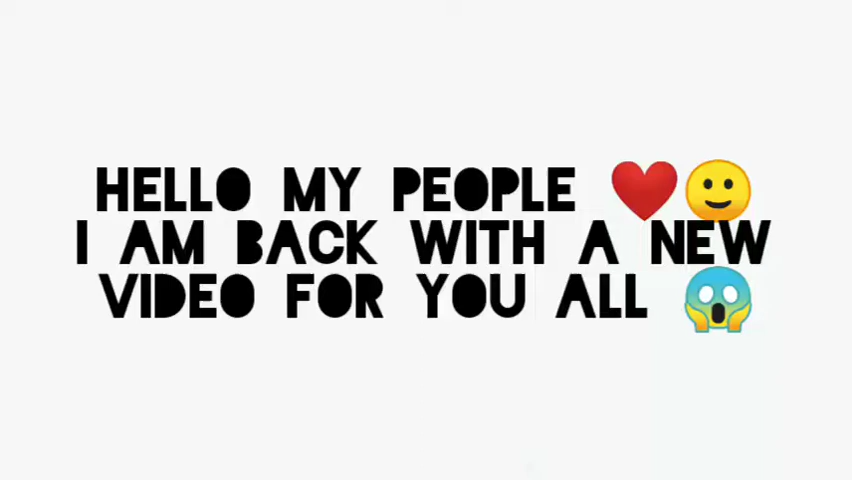 HELLO MY PEOPLE ❤️🙂
I AM BACK WITH A NEW
VIDEO FOR YOU ALL 😱